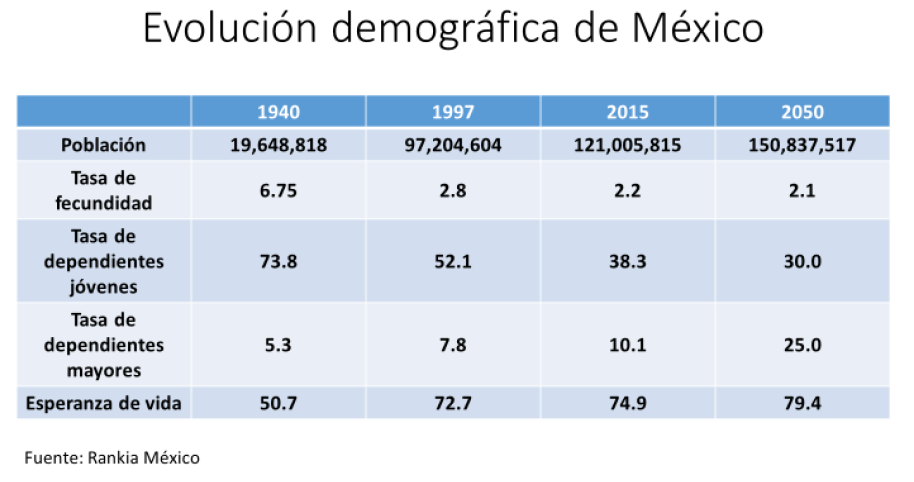 Evolución demográfica de México
1940 1997 2015 2050
Población 19,648,818 97,204,604 121,005,815 150,837,517
Tasa de
fecundidad 6.75 2.8 2.2 2.1
Tasa de
dependientes 73.8 52.1 38.3 30.0
jóvenes
Tasa de
dependientes 5.3 7.8 10.1 25.0
mayores
Esperanza de vida 50.7 72.7 74.9 79.4
Fuente: Rankia México